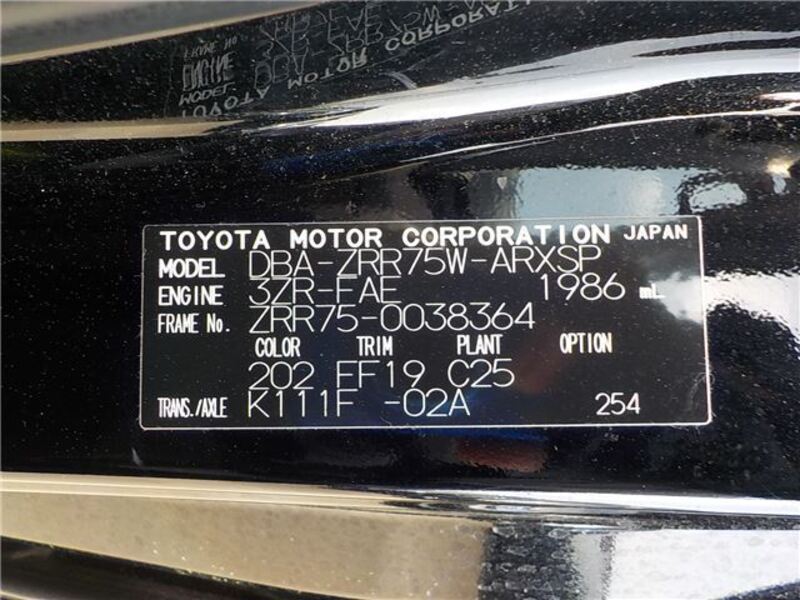 TOYOTA MOTOR CORPORATION JAPAN
MODEL DBA-ZRR75W-ARXSP
ENGINE 3ZR-FAE 1986 mL
FRAME No. ZRR75-0038364
COLOR TRIM PLANT OPTION
202 FF19 C25
TRANS./AXLE K111F -02A 254